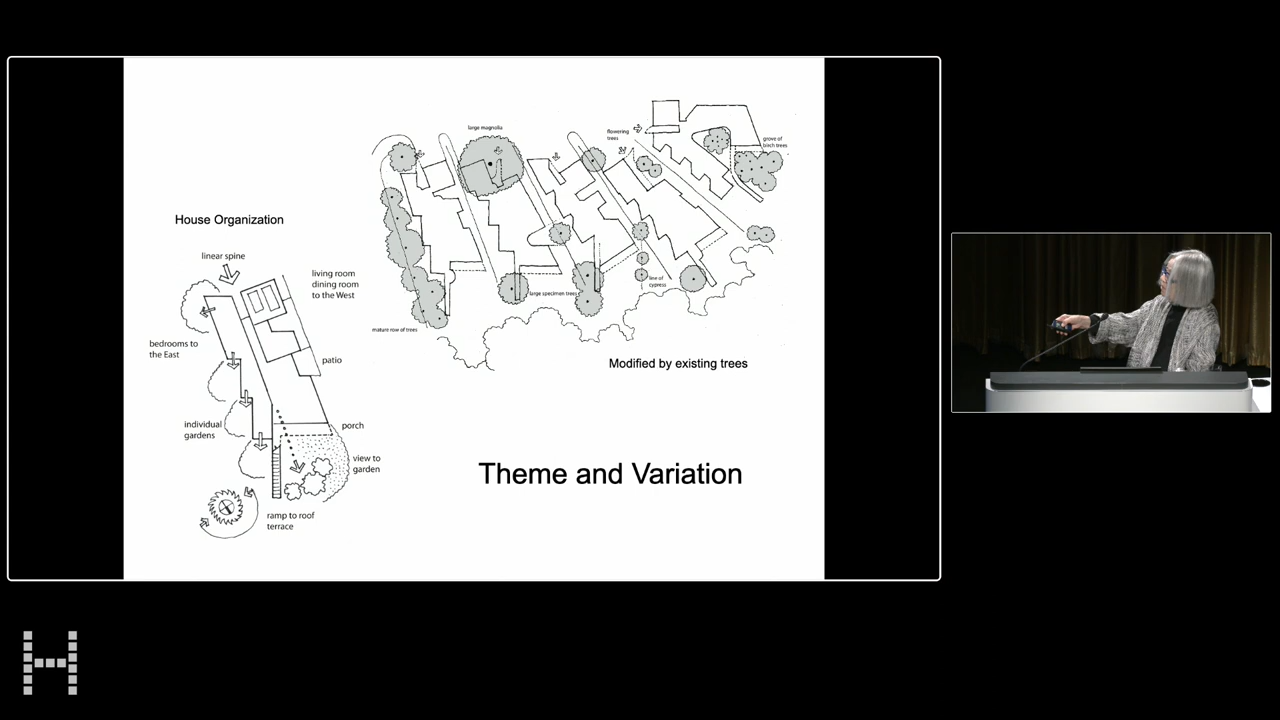 large magnolia
flowering
trees
grove of
birch trees
large specimen trees
line of
cypress
mature row of trees
House Organization
linear spine
living room
dining room
to the West
bedrooms to
the East
patio
individual
gardens
porch
view to
garden
ramp to roof
terrace
Modified by existing trees
Theme and Variation
H